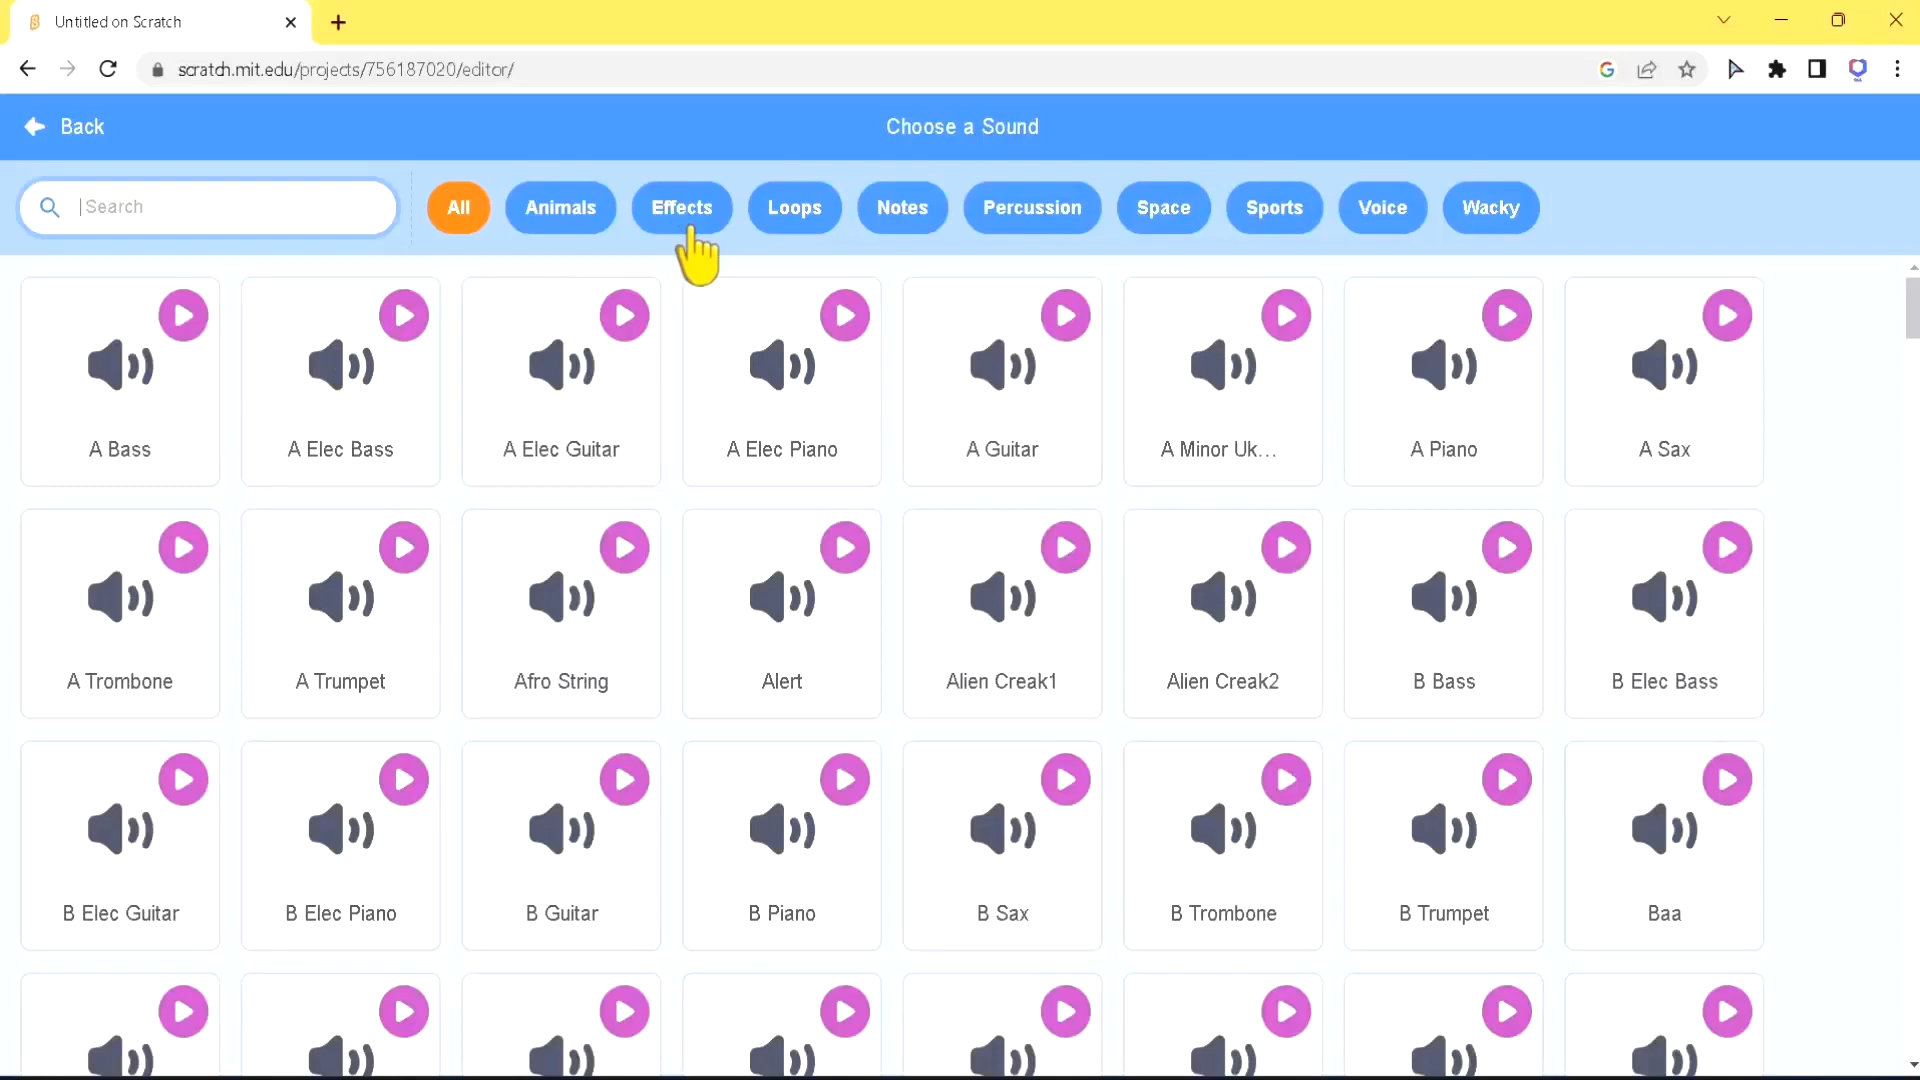 Untitled on Scratch
scratch.mit.edu/projects/756187020/editor/
Back
Choose a Sound
Search
All
Animals
Effects
Loops
Notes
Percussion
Space
Sports
Voice
Wacky
A Bass
A Elec Bass
A Elec Guitar
A Elec Piano
A Guitar
A Minor Uk...
A Piano
A Sax
A Trombone
A Trumpet
Afro String
Alert
Alien Creak1
Alien Creak2
B Bass
B Elec Bass
B Elec Guitar
B Elec Piano
B Guitar
B Piano
B Sax
B Trombone
B Trumpet
Baa